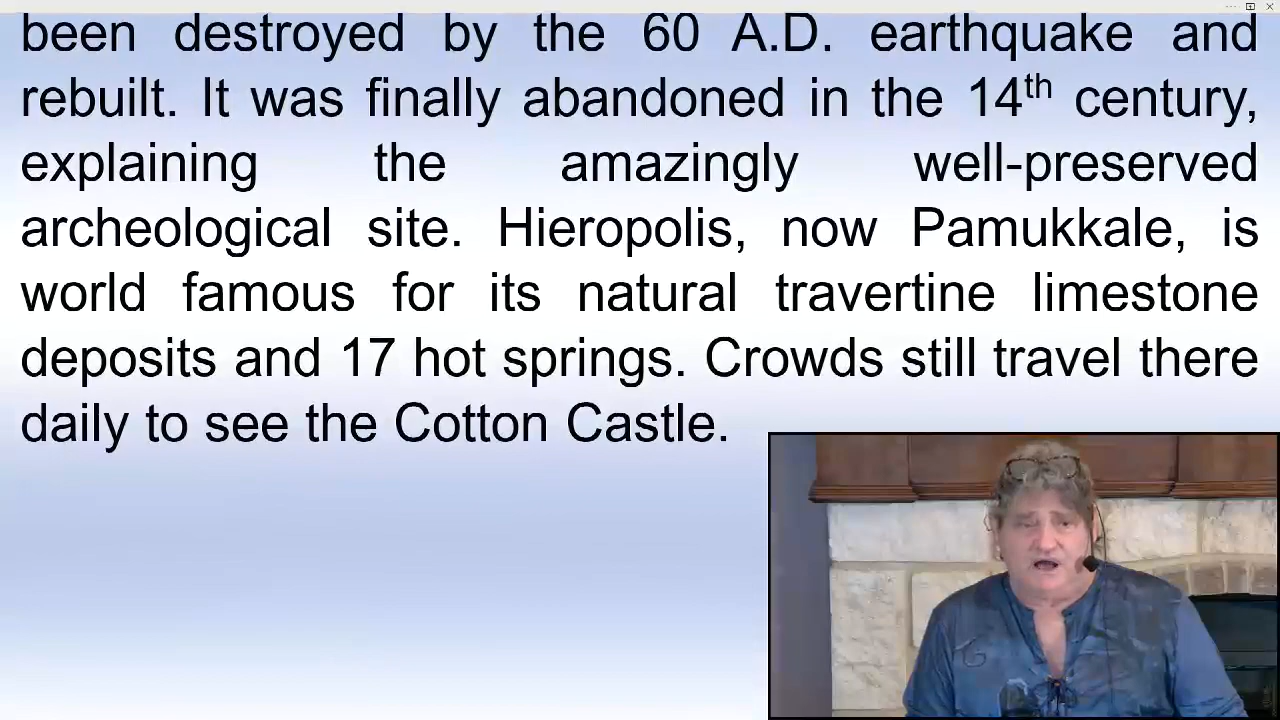 been destroyed by the 60 A.D. earthquake and
rebuilt. It was finally abandoned in the 14th century,
explaining the amazingly well-preserved
archeological site. Hieropolis, now Pamukkale, is
world famous for its natural travertine limestone
deposits and 17 hot springs. Crowds still travel there
daily to see the Cotton Castle.